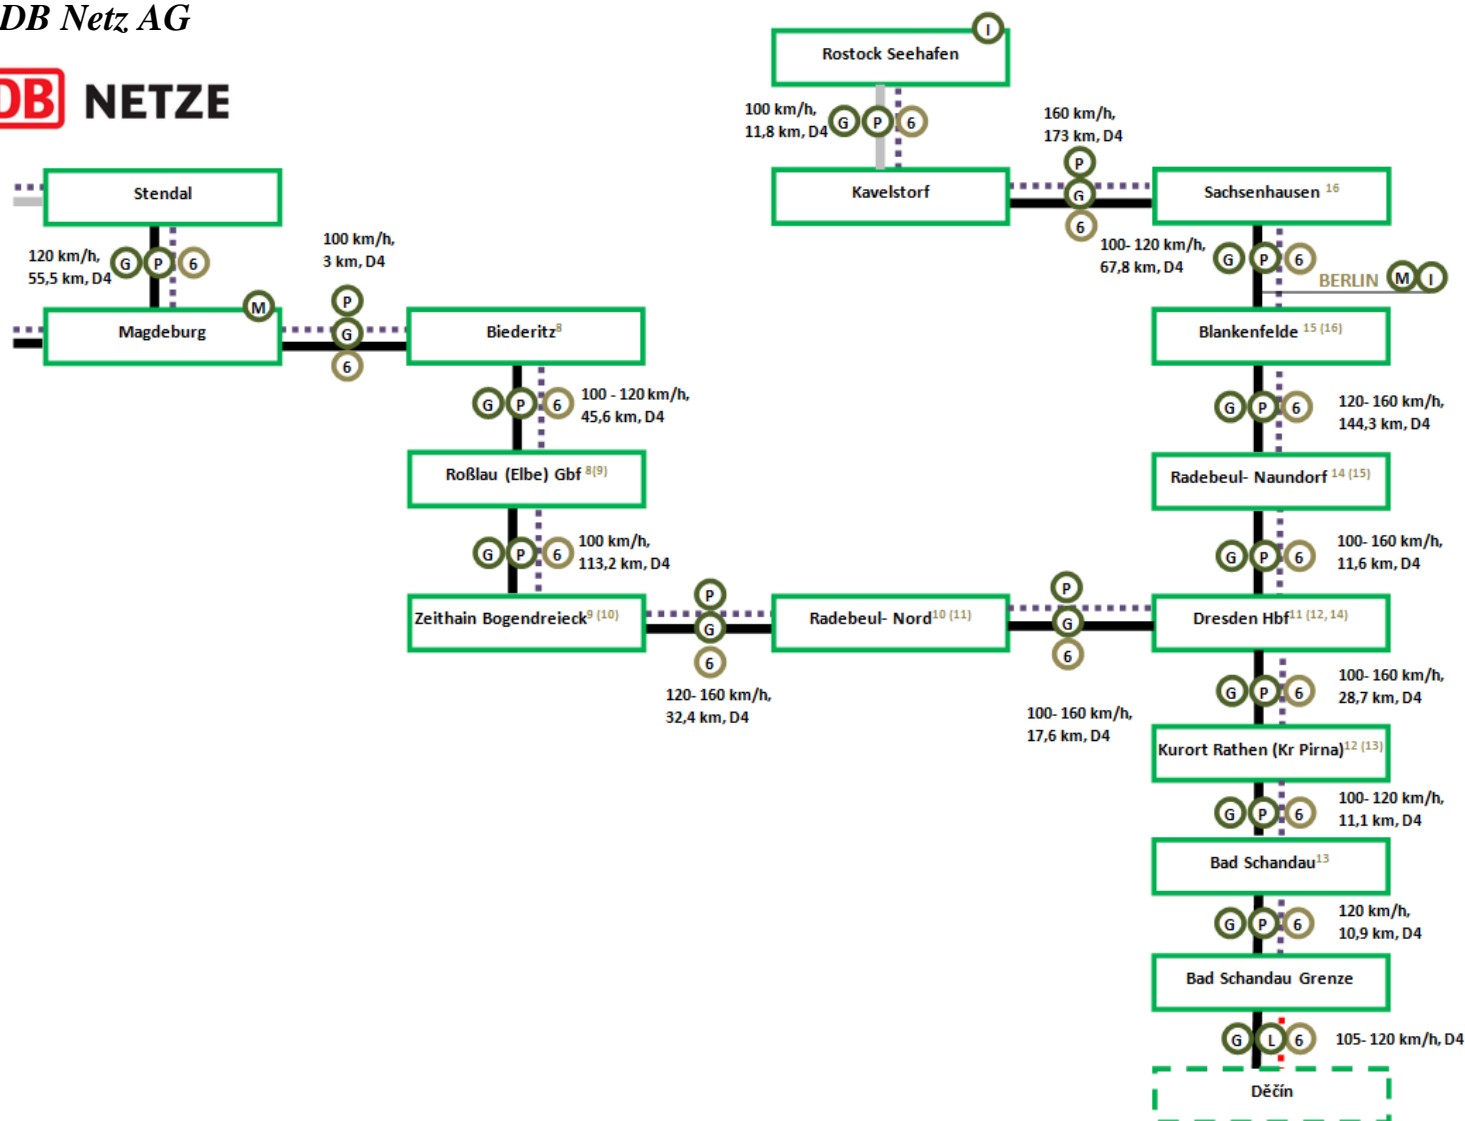 DB Netz AG
DB NETZE
Rostock Seehafen
I
100 km/h,
11,8 km, D4
G P 6
160 km/h,
173 km, D4
P
G
6
Stendal
Kavelstorf
Sachsenhausen 16
120 km/h,
55,5 km, D4
G P 6
100 km/h,
3 km, D4
P
G
6
100- 120 km/h,
67,8 km, D4
G P 6
BERLIN M I
Magdeburg
M
Biederitz8
Blankenfelde 15 (16)
G P 6
100 - 120 km/h,
45,6 km, D4
G P 6
120- 160 km/h,
144,3 km, D4
Roßlau (Elbe) Gbf 8(9)
Radebeul- Naundorf 14 (15)
G P 6
100 km/h,
113,2 km, D4
G P 6
100- 160 km/h,
11,6 km, D4
Zeithain Bogendreieck9 (10)
P
G
6
120- 160 km/h,
32,4 km, D4
Radebeul- Nord10 (11)
P
G
6
100- 160 km/h,
17,6 km, D4
Dresden Hbf11 (12, 14)
G P 6
100- 160 km/h,
28,7 km, D4
Kurort Rathen (Kr Pirna)12 (13)
G P 6
100- 120 km/h,
11,1 km, D4
Bad Schandau13
G P 6
120 km/h,
10,9 km, D4
Bad Schandau Grenze
G L 6
105- 120 km/h, D4
Děčín